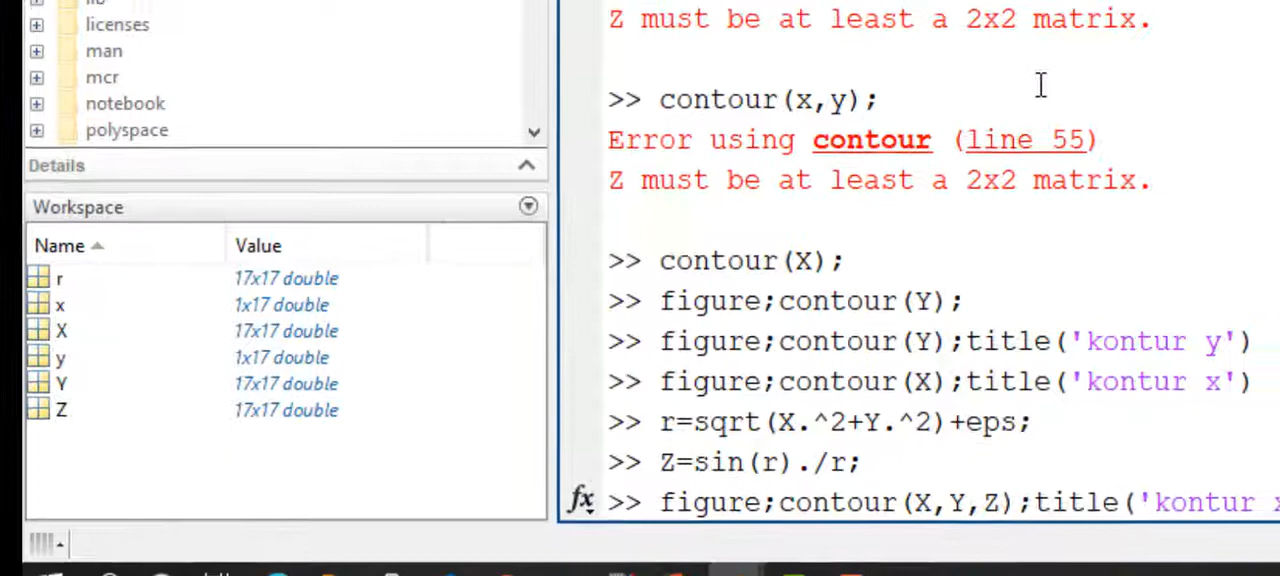 lib
licenses
man
mcr
notebook
polyspace
Details
Workspace
Name Value
r 17x17 double
x 1x17 double
X 17x17 double
y 1x17 double
Y 17x17 double
Z 17x17 double
Z must be at least a 2x2 matrix.
>> contour(x,y);
Error using contour (line 55)
Z must be at least a 2x2 matrix.
>> contour(X);
>> figure;contour(Y);
>> figure;contour(Y);title('kontur y')
>> figure;contour(X);title('kontur x')
>> r=sqrt(X.^2+Y.^2)+eps;
>> Z=sin(r)./r;
fx >> figure;contour(X,Y,Z);title('kontur x